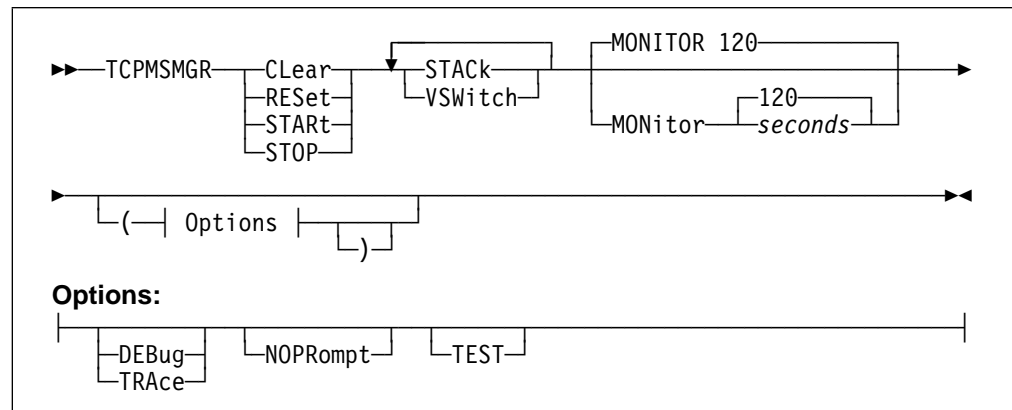 MONITOR 120
TCPMSMGR CLear STACk
RESet VSWitch 120
STARt MONitor seconds
STOP
( Options )
Options:
DEBug NOPRompt TEST
TRAce